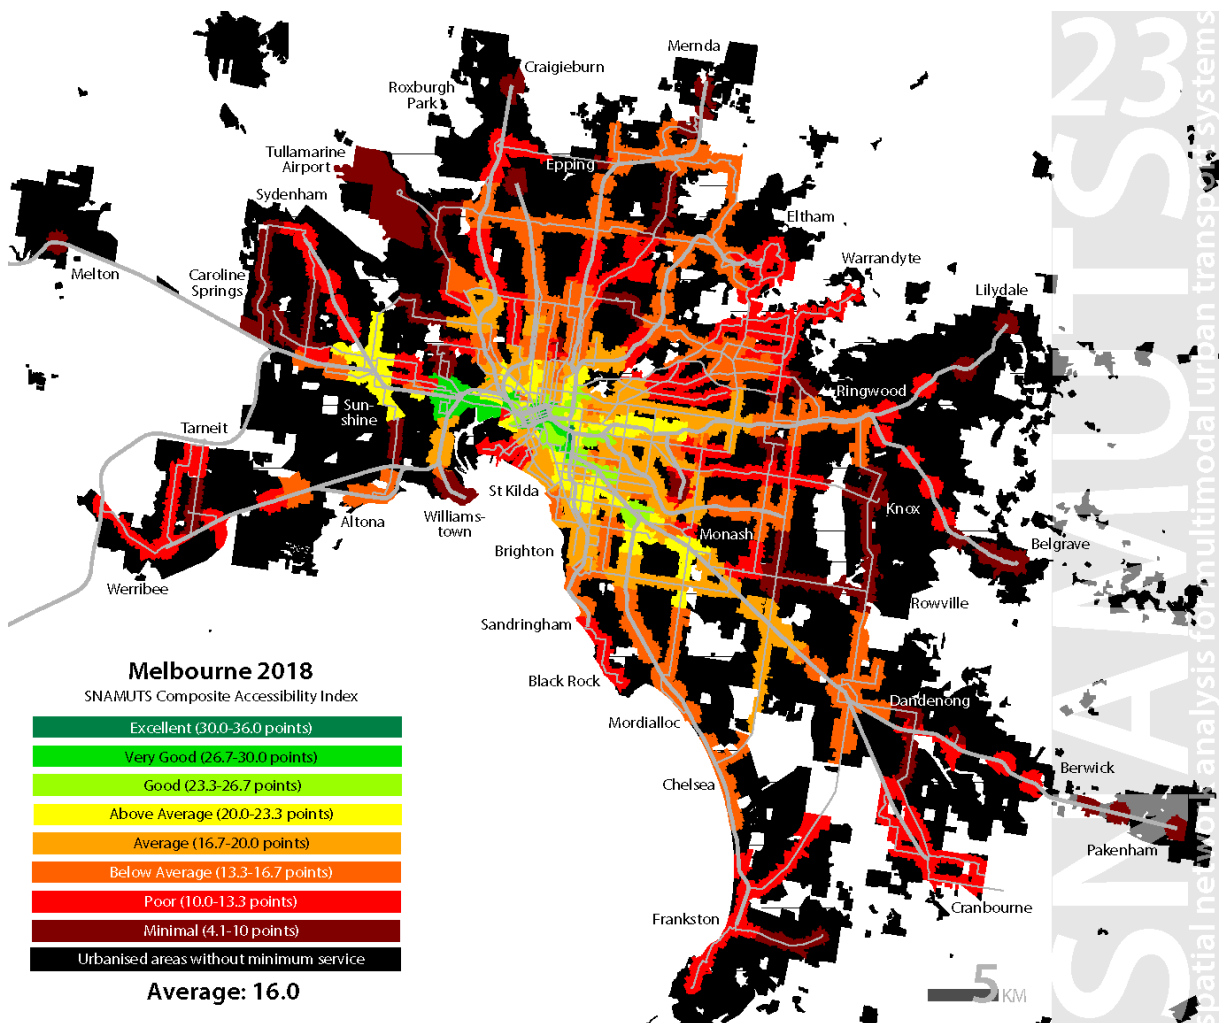 Mernda
Craigieburn
Roxburgh
Park
Tullamarine
Airport
Epping
Sydenham
Eltham
Warrandyte
Melton
Caroline
Springs
Lilydale
Ringwood
Sun-
shine
Tarneit
St Kilda
Knox
Altona
Williams-
town
Monash
Belgrave
Brighton
Werribee
Rowville
Sandringham
Black Rock
Dandenong
Mordialloc
Berwick
Chelsea
Pakenham
Cranbourne
Frankston
Melbourne 2018
SNAMUTS Composite Accessibility Index
Excellent (30.0-36.0 points)
Very Good (26.7-30.0 points)
Good (23.3-26.7 points)
Above Average (20.0-23.3 points)
Average (16.7-20.0 points)
Below Average (13.3-16.7 points)
Poor (10.0-13.3 points)
Minimal (4.1-10 points)
Urbanised areas without minimum service
Average: 16.0
5 KM
SNAMUTS 23
spatial network analysis for multimodal urban transport systems